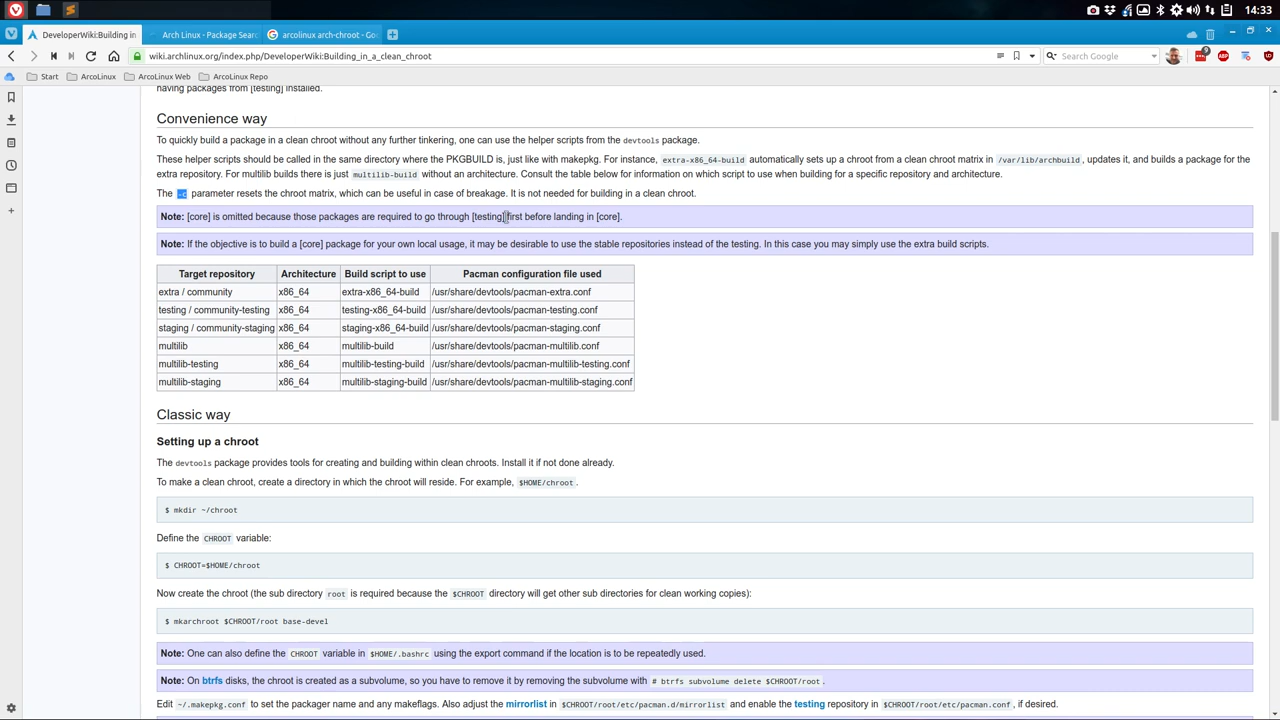 14:33
DeveloperWiki:Building in
Arch Linux - Package Sear
arcolinux arch-chroot - Go
wiki.archlinux.org/index.php/DeveloperWiki:Building_in_a_clean_chroot
Search Google
9
ABP
Start
ArcoLinux
ArcoLinux Web
ArcoLinux Repo
having packages from [testing] installed.
Convenience way
To quickly build a package in a clean chroot without any further tinkering, one can use the helper scripts from the devtools package.
These helper scripts should be called in the same directory where the PKGBUILD is, just like with makepkg. For instance, extra-x86_64-build automatically sets up a chroot from a clean chroot matrix in /var/lib/archbuild, updates it, and builds a package for the
extra repository. For multilib builds there is just multilib-build without an architecture. Consult the table below for information on which script to use when building for a specific repository and architecture.
The -c parameter resets the chroot matrix, which can be useful in case of breakage. It is not needed for building in a clean chroot.
Note: [core] is omitted because those packages are required to go through [testing] first before landing in [core].
Note: If the objective is to build a [core] package for your own local usage, it may be desirable to use the stable repositories instead of the testing. In this case you may simply use the extra build scripts.
Target repository Architecture Build script to use Pacman configuration file used
extra / community x86_64 extra-x86_64-build /usr/share/devtools/pacman-extra.conf
testing / community-testing x86_64 testing-x86_64-build /usr/share/devtools/pacman-testing.conf
staging / community-staging x86_64 staging-x86_64-build /usr/share/devtools/pacman-staging.conf
multilib x86_64 multilib-build /usr/share/devtools/pacman-multilib.conf
multilib-testing x86_64 multilib-testing-build /usr/share/devtools/pacman-multilib-testing.conf
multilib-staging x86_64 multilib-staging-build /usr/share/devtools/pacman-multilib-staging.conf
Classic way
Setting up a chroot
The devtools package provides tools for creating and building within clean chroots. Install it if not done already.
To make a clean chroot, create a directory in which the chroot will reside. For example, $HOME/chroot.
$ mkdir ~/chroot
Define the CHROOT variable:
$ CHROOT=$HOME/chroot
Now create the chroot (the sub directory root is required because the $CHROOT directory will get other sub directories for clean working copies):
$ mkarchroot $CHROOT/root base-devel
Note: One can also define the CHROOT variable in $HOME/.bashrc using the export command if the location is to be repeatedly used.
Note: On btrfs disks, the chroot is created as a subvolume, so you have to remove it by removing the subvolume with # btrfs subvolume delete $CHROOT/root.
Edit ~/.makepkg.conf to set the packager name and any makeflags. Also adjust the mirrorlist in $CHROOT/root/etc/pacman.d/mirrorlist and enable the testing repository in $CHROOT/root/etc/pacman.conf, if desired.